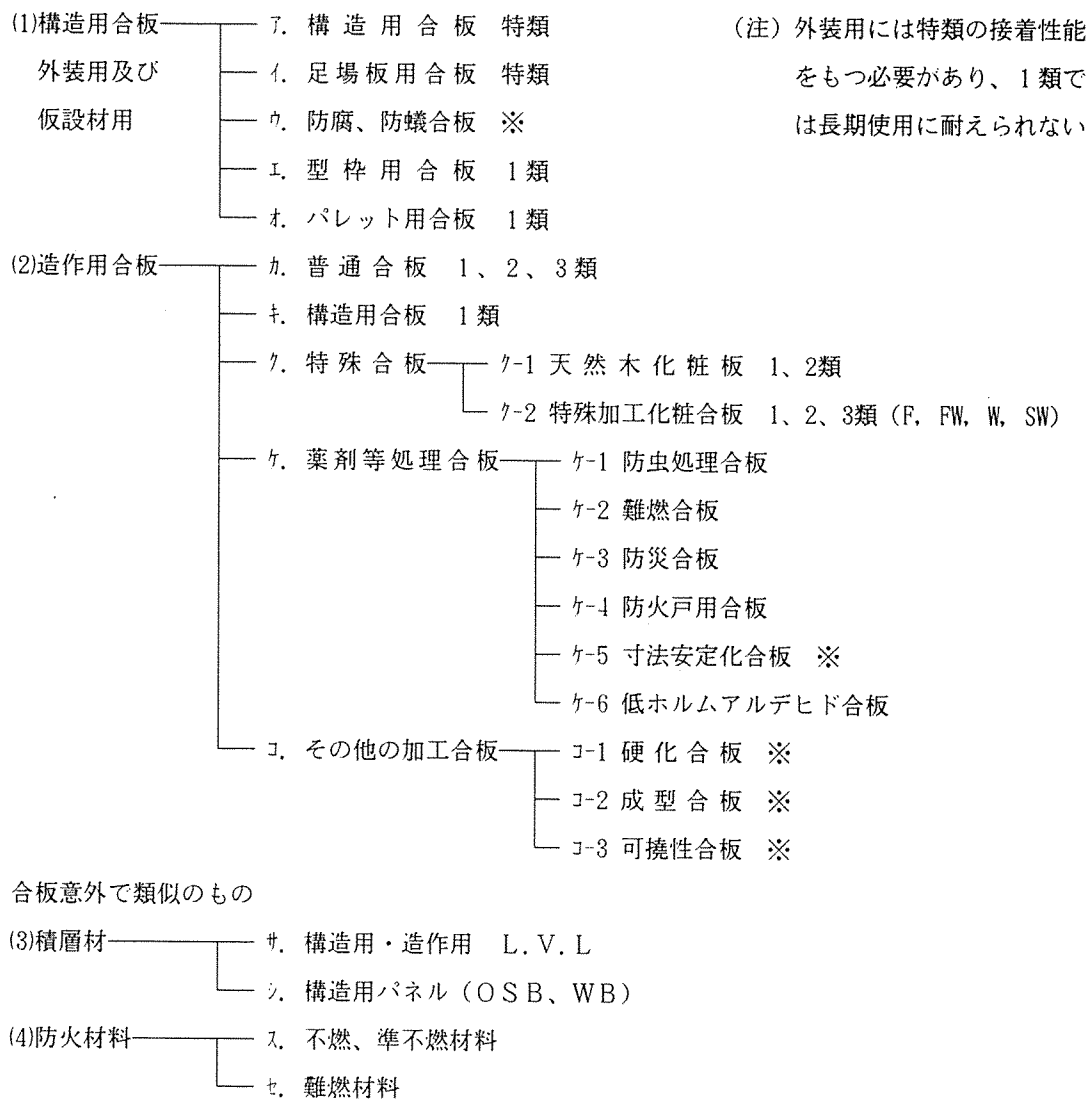 (1)構造用合板 ｱ. 構造用合板 特類 (注) 外装用には特類の接着性能
外装用及び ｲ. 足場板用合板 特類 をもつ必要があり、1類で
仮設材用 ｳ. 防腐、防蟻合板 ※ は長期使用に耐えられない
ｴ. 型枠用合板 1類
ｵ. パレット用合板 1類
(2)造作用合板 ｶ. 普通合板 1、2、3類
ｷ. 構造用合板 1類
ｸ. 特殊合板 ｸ-1 天然木化粧板 1、2類
ｸ-2 特殊加工化粧合板 1、2、3類 (F, FW, W, SW)
ｹ. 薬剤等処理合板 ｹ-1 防虫処理合板
ｹ-2 難燃合板
ｹ-3 防災合板
ｹ-4 防火戸用合板
ｹ-5 寸法安定化合板 ※
ｹ-6 低ホルムアルデヒド合板
ｺ. その他の加工合板 ｺ-1 硬化合板 ※
ｺ-2 成型合板 ※
ｺ-3 可撓性合板 ※
合板意外で類似のもの
(3)積層材 ｻ. 構造用・造作用 L.V.L
ｼ. 構造用パネル (OSB、WB)
(4)防火材料 ｽ. 不燃、準不燃材料
ｾ. 難燃材料